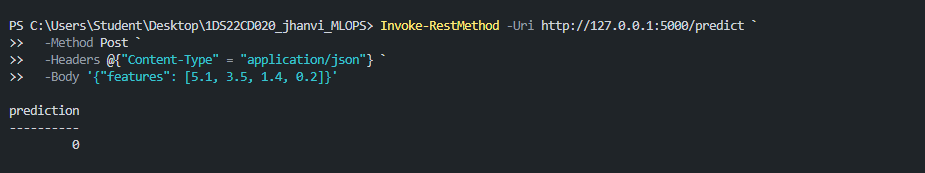 PS C:\Users\Student\Desktop\1DS22CD020_jhanvi_MLOPS> Invoke-RestMethod -Uri http://127.0.0.1:5000/predict `
>>   -Method Post `
>>   -Headers @{"Content-Type" = "application/json"} `
>>   -Body '{"features": [5.1, 3.5, 1.4, 0.2]}'
prediction
----------
0